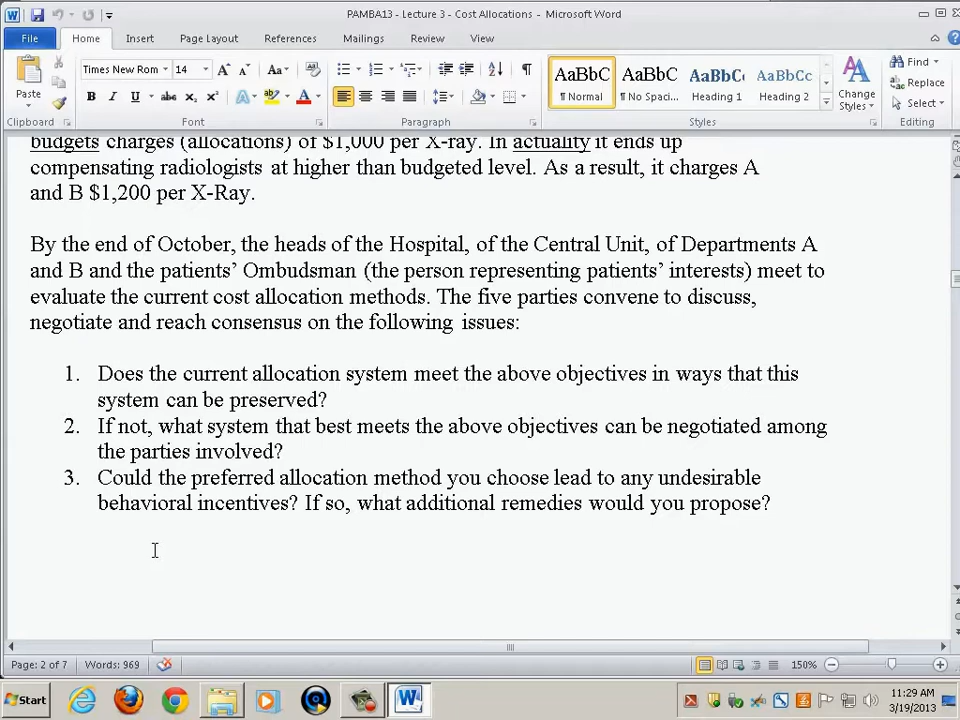 PAMBA13 - Lecture 3 - Cost Allocations - Microsoft Word
File Home Insert Page Layout References Mailings Review View
Times New Rom 14
Paste
B I U abc x₂ x²
AaBbC AaBbC AaBbC AaBbCc
¶ Normal ¶ No Spaci... Heading 1 Heading 2
Change Styles
Find
Replace
Select
Clipboard Font Paragraph Styles Editing
budgets charges (allocations) of $1,000 per X-ray. In actuality it ends up
compensating radiologists at higher than budgeted level. As a result, it charges A
and B $1,200 per X-Ray.
By the end of October, the heads of the Hospital, of the Central Unit, of Departments A
and B and the patients' Ombudsman (the person representing patients' interests) meet to
evaluate the current cost allocation methods. The five parties convene to discuss,
negotiate and reach consensus on the following issues:
1. Does the current allocation system meet the above objectives in ways that this
system can be preserved?
2. If not, what system that best meets the above objectives can be negotiated among
the parties involved?
3. Could the preferred allocation method you choose lead to any undesirable
behavioral incentives? If so, what additional remedies would you propose?
Page: 2 of 7 Words: 969 150%
Start
11:29 AM
3/19/2013